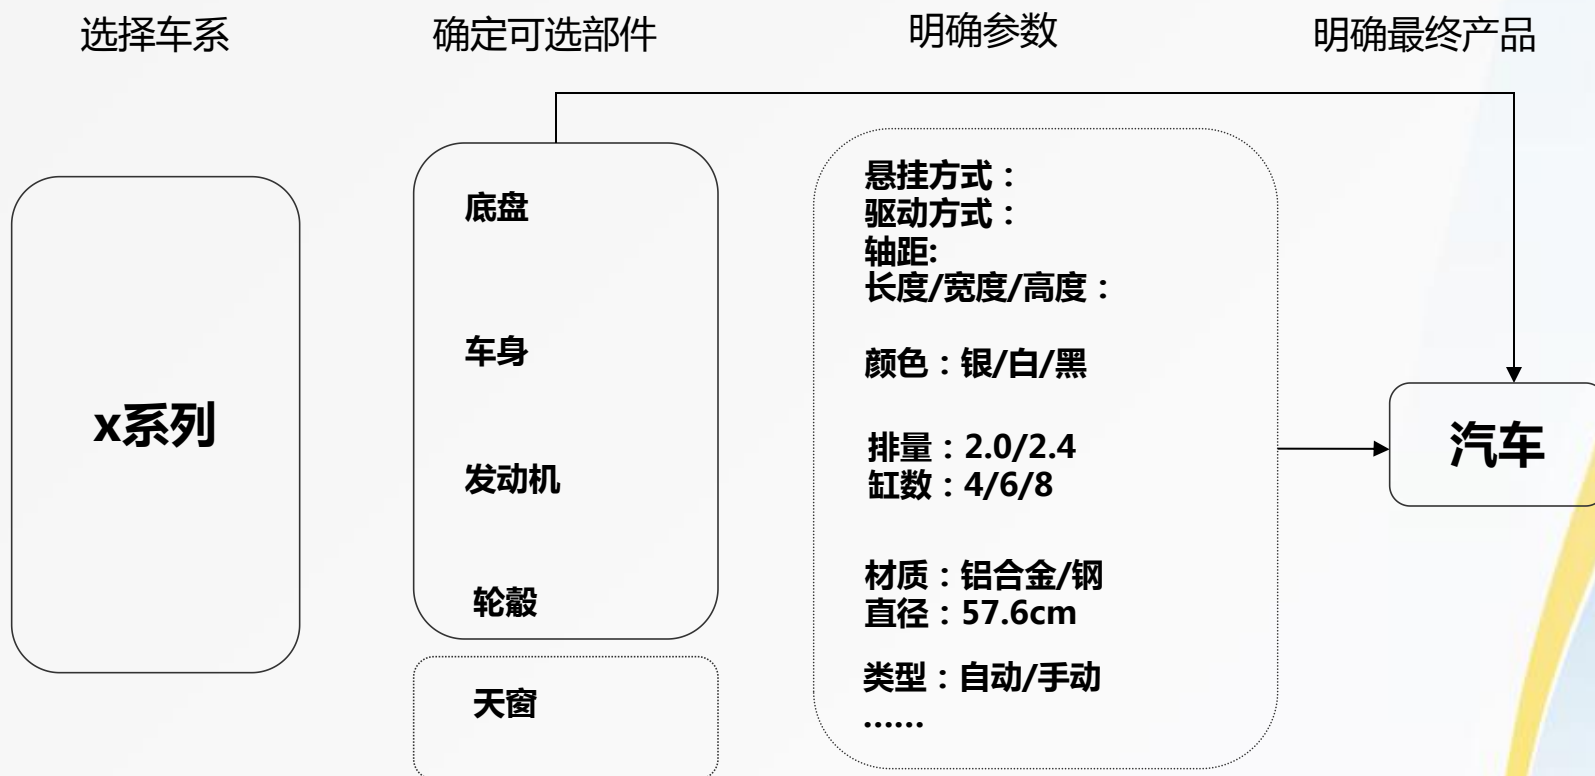 选择车系
确定可选部件
明确参数
明确最终产品
x系列
底盘
车身
发动机
轮毂
天窗
悬挂方式：
驱动方式：
轴距:
长度/宽度/高度：
颜色：银/白/黑
排量：2.0/2.4
缸数：4/6/8
材质：铝合金/钢
直径：57.6cm
类型：自动/手动
……
汽车